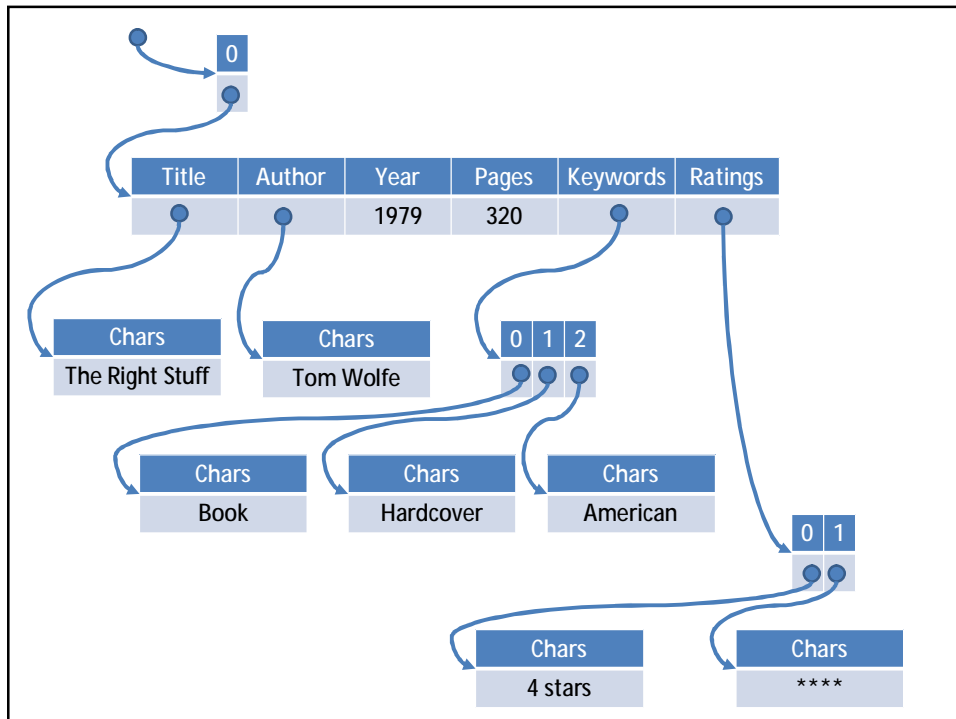 0
Title Author Year Pages Keywords Ratings
1979 320
Chars
The Right Stuff
Chars
Tom Wolfe
0 1 2
Chars
Book
Chars
Hardcover
Chars
American
0 1
Chars
4 stars
Chars
****